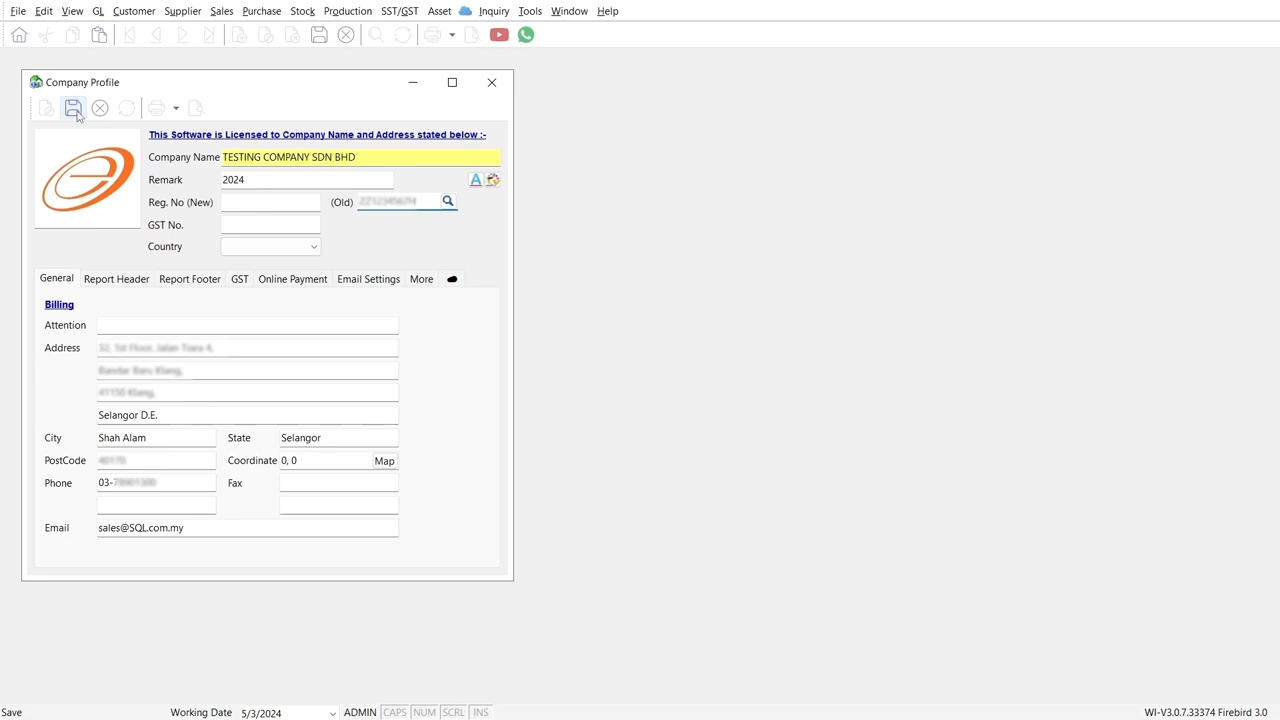 File Edit View GL Customer Supplier Sales Purchase Stock Production SST/GST Asset Inquiry Tools Window Help
Company Profile
This Software is Licensed to Company Name and Address stated below :-
Company Name TESTING COMPANY SDN BHD
Remark 2024
Reg. No (New) (Old)
GST No.
Country
General Report Header Report Footer GST Online Payment Email Settings More
Billing
Attention
Address
Selangor D.E.
City Shah Alam State Selangor
PostCode Coordinate 0, 0 Map
Phone 03- Fax
Email sales@SQL.com.my
Save Working Date 5/3/2024 ADMIN CAPS NUM SCRL INS WI-V3.0.7.33374 Firebird 3.0